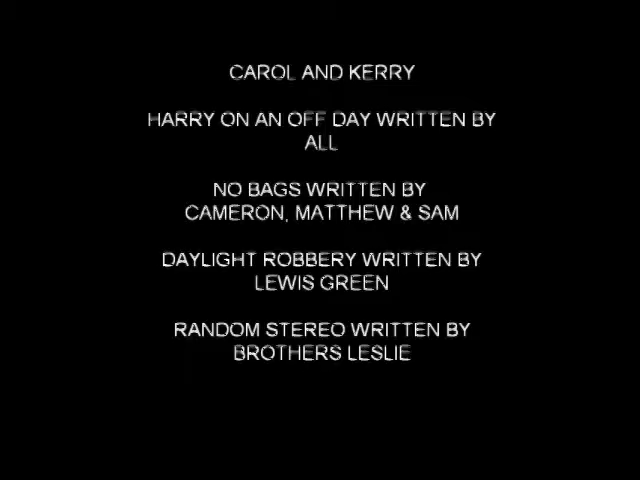 CAROL AND KERRY
HARRY ON AN OFF DAY WRITTEN BY
ALL
NO BAGS WRITTEN BY
CAMERON, MATTHEW & SAM
DAYLIGHT ROBBERY WRITTEN BY
LEWIS GREEN
RANDOM STEREO WRITTEN BY
BROTHERS LESLIE